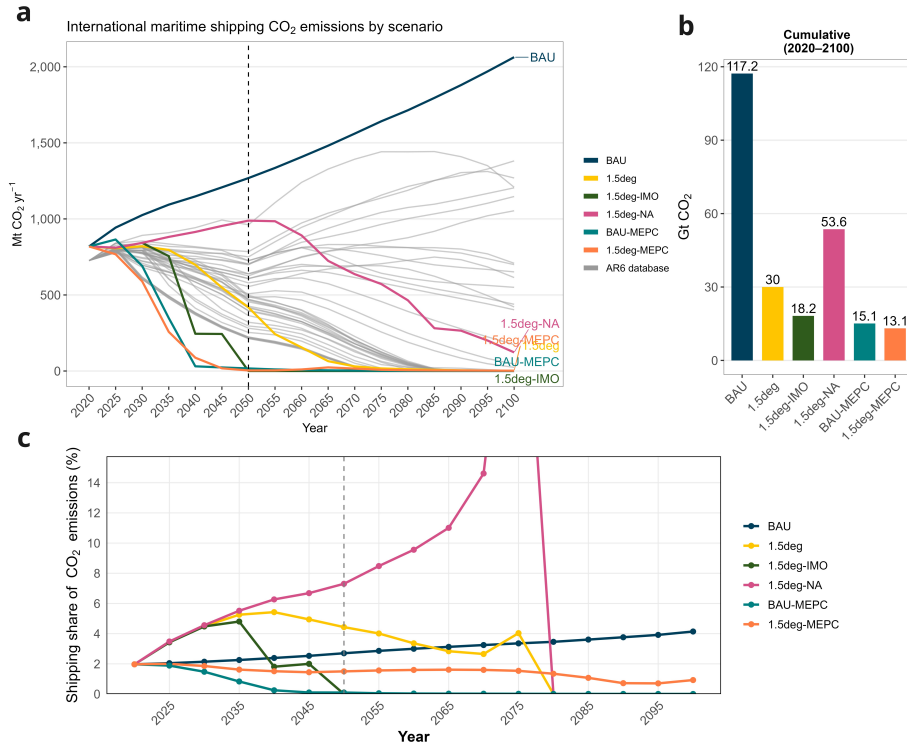 a
International maritime shipping CO₂ emissions by scenario
2,000
1,500
1,000
500
0
Mt CO₂ yr⁻¹
BAU
1.5deg-NA
1.5deg-MEPC
1.5deg
BAU-MEPC
1.5deg-IMO
2020 2025 2030 2035 2040 2045 2050 2055 2060 2065 2070 2075 2080 2085 2090 2095 2100
Year
BAU
1.5deg
1.5deg-IMO
1.5deg-NA
BAU-MEPC
1.5deg-MEPC
AR6 database
b
Cumulative
(2020–2100)
120
90
60
30
0
Gt CO₂
117.2
30
18.2
53.6
15.1
13.1
BAU
1.5deg
1.5deg-IMO
1.5deg-NA
BAU-MEPC
1.5deg-MEPC
c
Shipping share of CO₂ emissions (%)
14
12
10
8
6
4
2
0
2025 2035 2045 2055 2065 2075 2085 2095
Year
BAU
1.5deg
1.5deg-IMO
1.5deg-NA
BAU-MEPC
1.5deg-MEPC